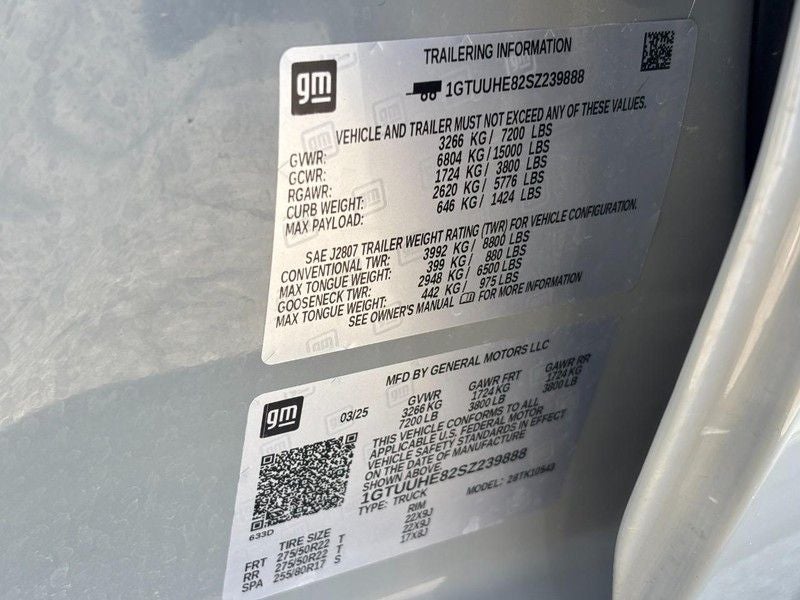 gm
TRAILERING INFORMATION
1GTUUHE82SZ239888
VEHICLE AND TRAILER MUST NOT EXCEED ANY OF THESE VALUES.
GVWR: 3266 KG / 7200 LBS
GCWR: 6804 KG / 15000 LBS
RGAWR: 1724 KG / 3800 LBS
CURB WEIGHT: 2620 KG / 5776 LBS
MAX PAYLOAD: 646 KG / 1424 LBS
SAE J2807 TRAILER WEIGHT RATING (TWR) FOR VEHICLE CONFIGURATION.
CONVENTIONAL TWR: 3992 KG / 8800 LBS
MAX TONGUE WEIGHT: 399 KG / 880 LBS
GOOSENECK TWR: 2948 KG / 6500 LBS
MAX TONGUE WEIGHT: 442 KG / 975 LBS
SEE OWNER'S MANUAL FOR MORE INFORMATION
gm
MFD BY GENERAL MOTORS LLC
03/25
GVWR GAWR FRT GAWR RR
3266 KG 1724 KG 1724 KG
7200 LB 3800 LB 3800 LB
THIS VEHICLE CONFORMS TO ALL
APPLICABLE U.S. FEDERAL MOTOR
VEHICLE SAFETY STANDARDS IN EFFECT
ON THE DATE OF MANUFACTURE
SHOWN ABOVE.
1GTUUHE82SZ239888
TYPE: TRUCK MODEL: 28TK10543
633D
TIRE SIZE RIM
FRT 275/50R22 T 22X9J
RR 275/50R22 T 22X9J
SPA 255/80R17 S 17X8J